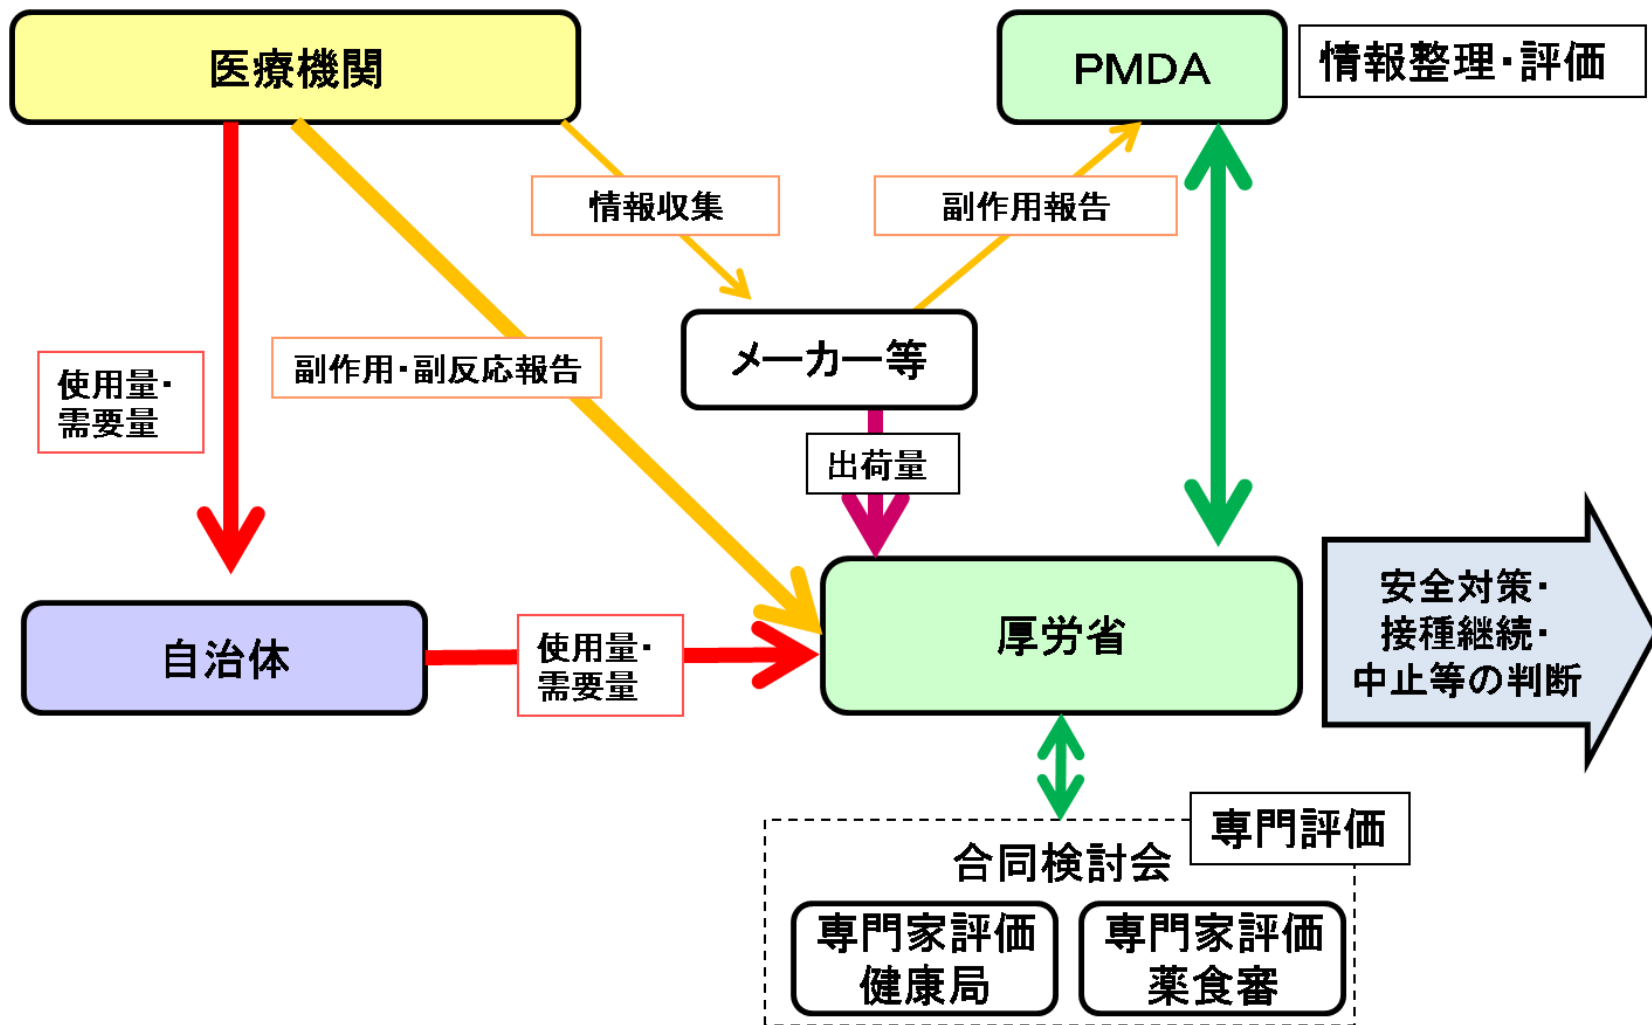 医療機関
PMDA
情報整理・評価
情報収集
副作用報告
メーカー等
副作用・副反応報告
使用量・
需要量
出荷量
自治体
使用量・
需要量
厚労省
安全対策・
接種継続・
中止等の判断
専門評価
合同検討会
専門家評価
健康局
専門家評価
薬食審